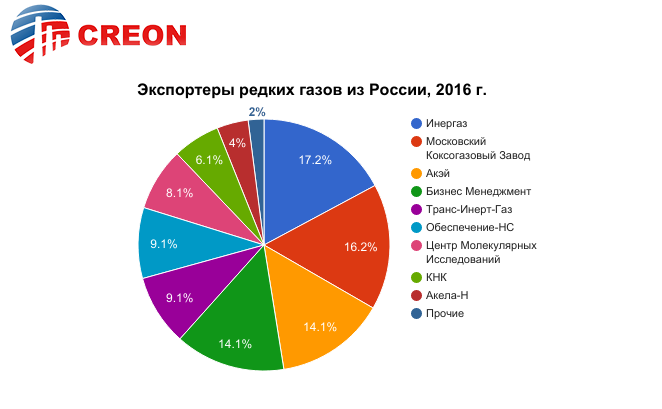 CREON
Экспортеры редких газов из России, 2016 г.
2%
4%
6.1%
8.1%
9.1%
9.1%
14.1%
14.1%
16.2%
17.2%
Инергаз
Московский
Коксогазовый Завод
Акэй
Бизнес Менеджмент
Транс-Инерт-Газ
Обеспечение-НС
Центр Молекулярных
Исследований
КНК
Акела-Н
Прочие